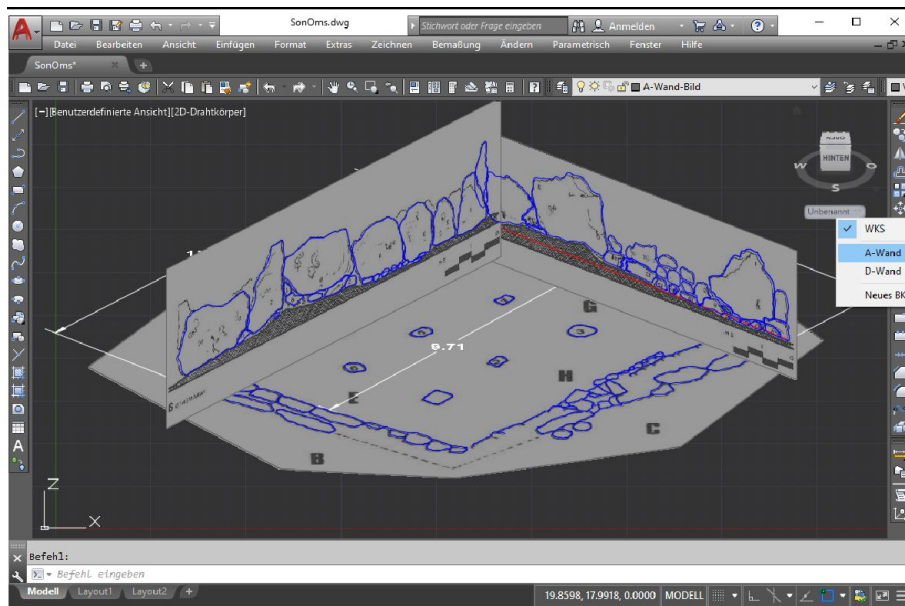 SonOms.dwg
Stichwort oder Frage eingeben
Anmelden
Datei Bearbeiten Ansicht Einfügen Format Extras Zeichnen Bemaßung Ändern Parametrisch Fenster Hilfe
SonOms*
A-Wand-Bild
[−][Benutzerdefinierte Ansicht][2D-Drahtkörper]
HINTEN
W
O
S
Unbenannt
WKS
A-Wand
D-Wand
Neues BK
G
9.71
H
E
C
B
Z
X
Befehl:
Befehl eingeben
Modell Layout1 Layout2 +
19.8598, 17.9918, 0.0000 MODELL